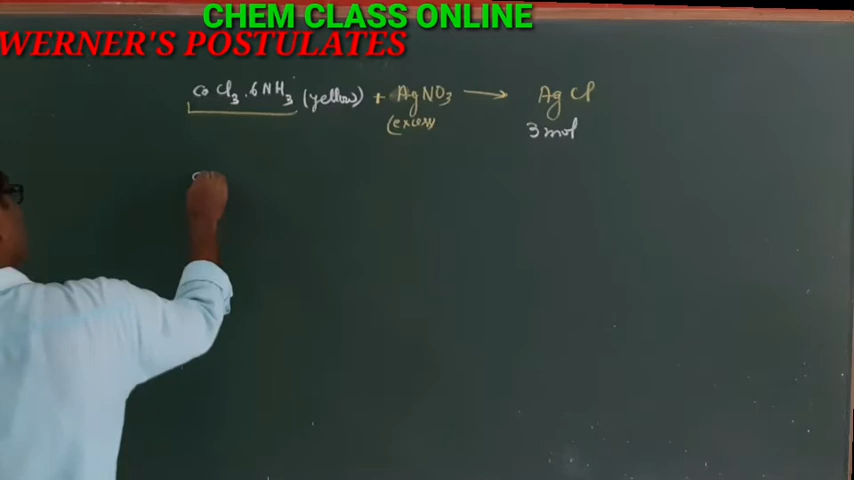 CHEM CLASS ONLINE
WERNER'S POSTULATES
CoCl₃.6NH₃ (yellow) + AgNO₃ → AgCl
(excess 3 mol